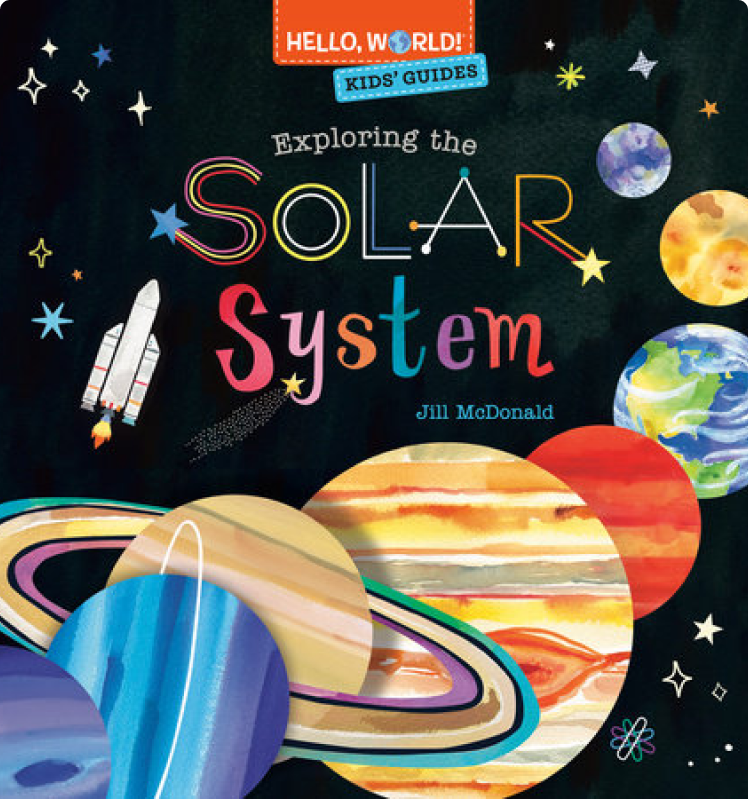 HELLO, WORLD!
KIDS' GUIDES
Exploring the
SOLAR
System
Jill McDonald